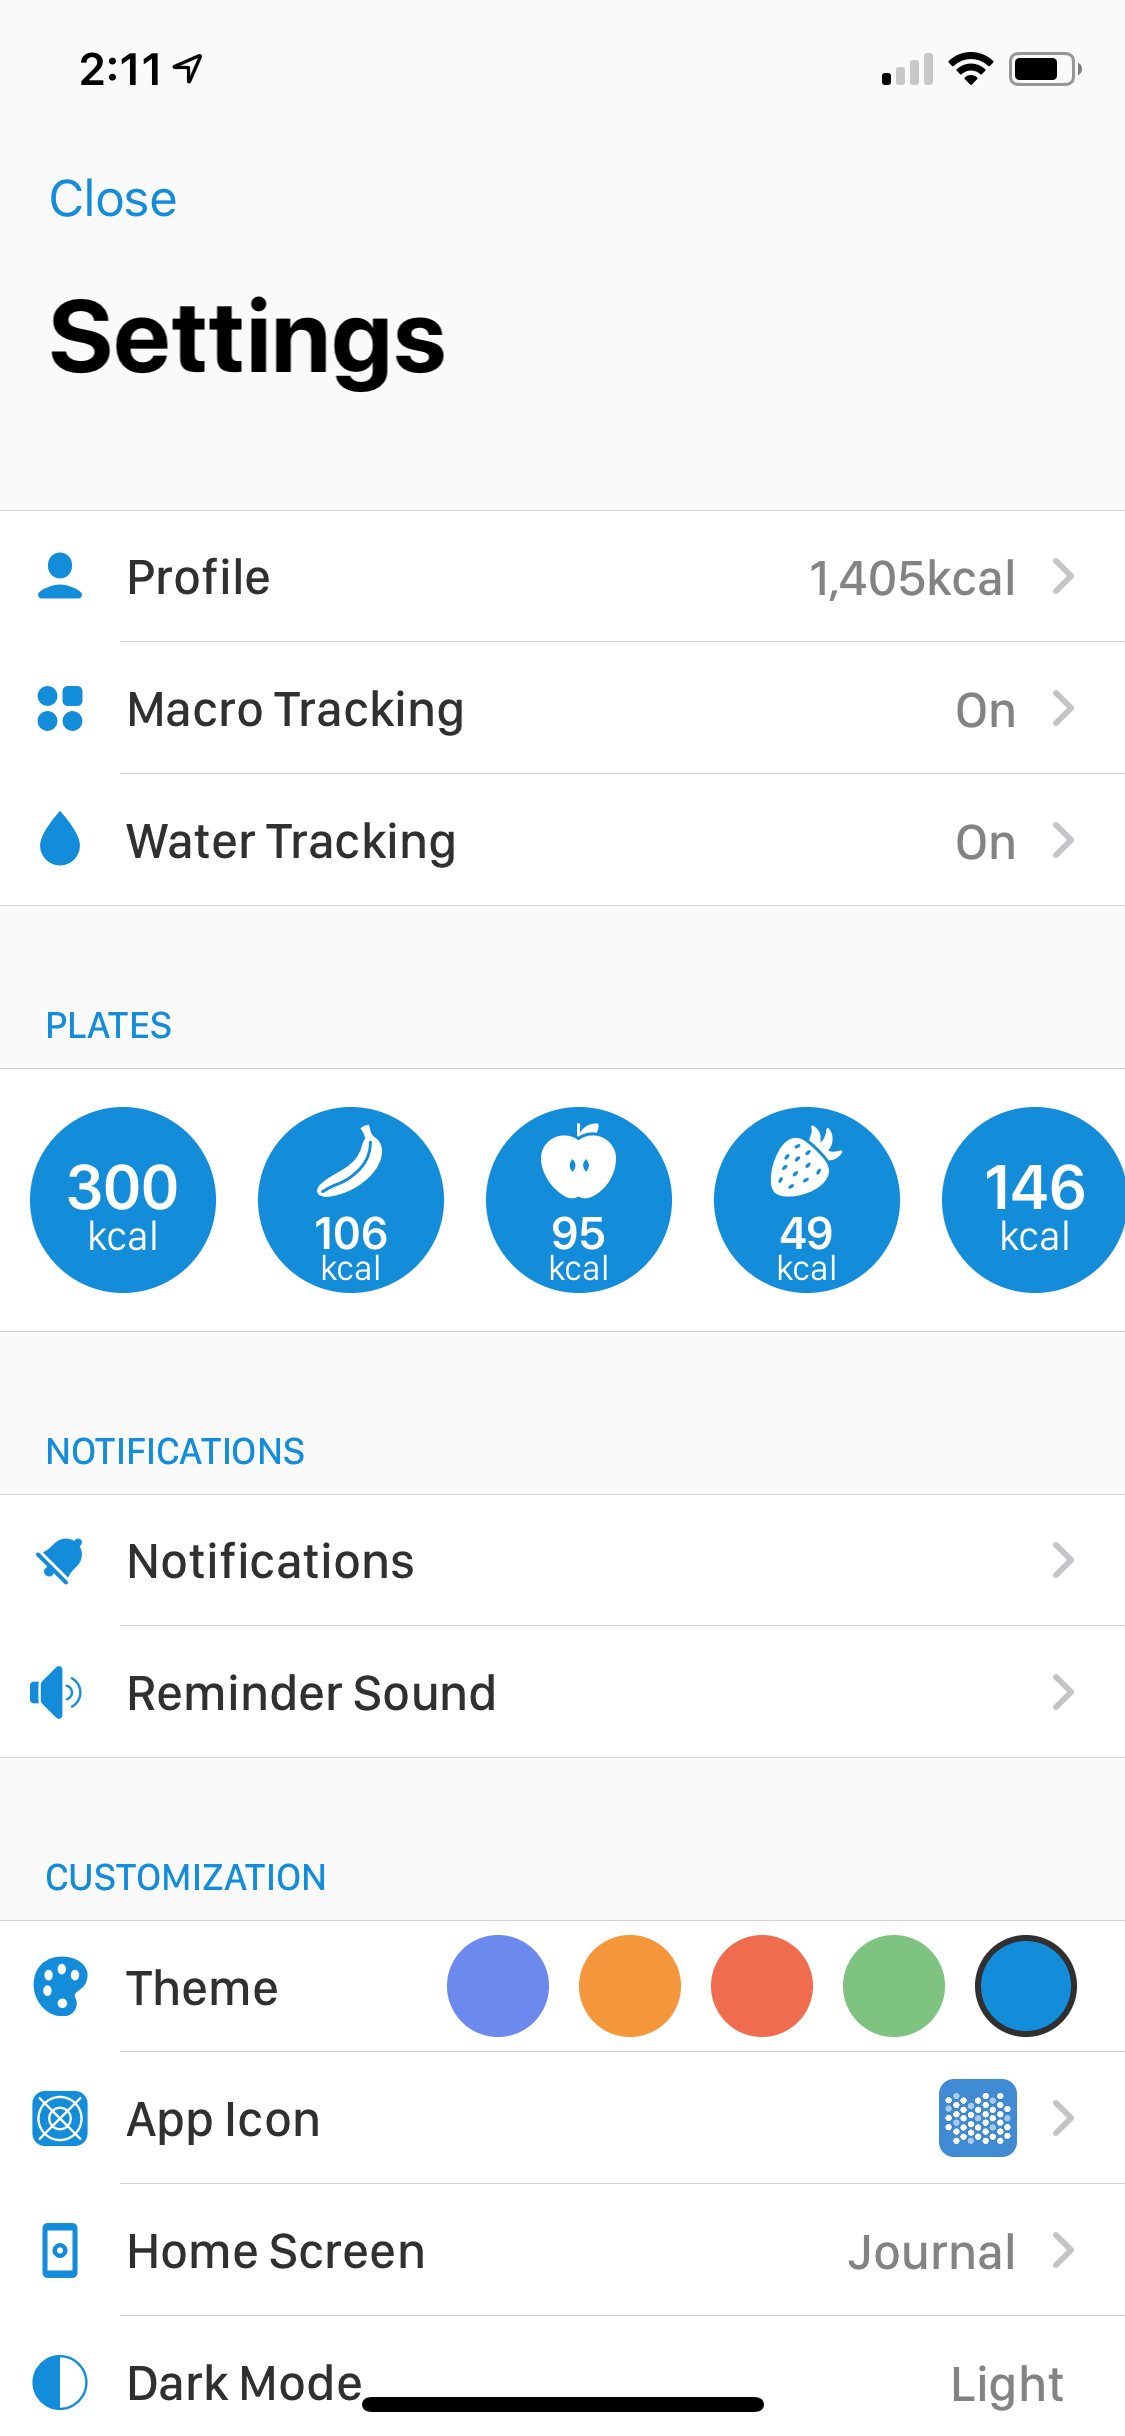 2:11
Close
Settings
Profile 1,405kcal
Macro Tracking On
Water Tracking On
PLATES
300 kcal
106 kcal
95 kcal
49 kcal
146 kcal
NOTIFICATIONS
Notifications
Reminder Sound
CUSTOMIZATION
Theme
App Icon
Home Screen Journal
Dark Mode Light